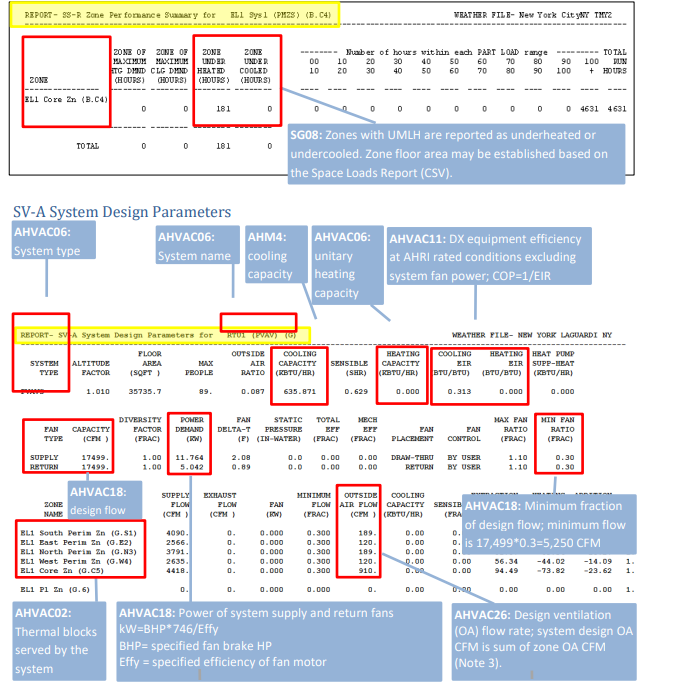 REPORT- SS-R Zone Performance Summary for EL1 Sys1 (PMZS) (B.C4) WEATHER FILE- New York CityNY TMY2
ZONE OF ZONE OF ZONE ZONE -------- Number of hours within each PART LOAD range --------- TOTAL
MAXIMUM MAXIMUM UNDER UNDER 00 10 20 30 40 50 60 70 80 90 100 RUN
HTG DMND CLG DMND HEATED COOLED 10 20 30 40 50 60 70 80 90 100 + HOURS
ZONE (HOURS) (HOURS) (HOURS) (HOURS)
EL1 Core Zn (B.C4)
0 0 181 0 0 0 0 0 0 0 0 0 0 0 4631 4631
TOTAL 0 0 181 0
SG08: Zones with UMLH are reported as underheated or
undercooled. Zone floor area may be established based on
the Space Loads Report (CSV).
SV-A System Design Parameters
AHVAC06:
System type
AHVAC06:
System name
AHM4:
cooling
capacity
AHVAC06:
unitary
heating
capacity
AHVAC11: DX equipment efficiency
at AHRI rated conditions excluding
system fan power; COP=1/EIR
REPORT- SV-A System Design Parameters for RTU1 (PVAV) (G) WEATHER FILE- NEW YORK LAGUARDI NY
FLOOR OUTSIDE COOLING HEATING COOLING HEATING HEAT PUMP
SYSTEM ALTITUDE AREA MAX AIR CAPACITY SENSIBLE CAPACITY EIR EIR SUPP-HEAT
TYPE FACTOR (SQFT ) PEOPLE RATIO (KBTU/HR) (SHR) (KBTU/HR) (BTU/BTU) (BTU/BTU) (KBTU/HR)
PVAVS 1.010 35735.7 89. 0.087 635.871 0.629 0.000 0.313 0.000 0.000
DIVERSITY POWER FAN STATIC TOTAL MECH MAX FAN MIN FAN
FAN CAPACITY FACTOR DEMAND DELTA-T PRESSURE EFF EFF FAN FAN RATIO RATIO
TYPE (CFM ) (FRAC) (KW) (F) (IN-WATER) (FRAC) (FRAC) PLACEMENT CONTROL (FRAC) (FRAC)
SUPPLY 17499. 1.00 11.764 2.08 0.0 0.00 0.00 DRAW-THRU BY USER 1.10 0.30
RETURN 17499. 1.00 5.042 0.89 0.0 0.00 0.00 RETURN BY USER 1.10 0.30
AHVAC18:
design flow
SUPPLY EXHAUST MINIMUM OUTSIDE COOLING
ZONE FLOW FLOW FAN FLOW AIR FLOW CAPACITY
NAME (CFM ) (CFM ) (KW) (FRAC) (CFM ) (KBTU/HR)
AHVAC18: Minimum fraction
of design flow; minimum flow
is 17,499*0.3=5,250 CFM
EL1 South Perim Zn (G.S1) 4090. 0. 0.000 0.300 189.
EL1 East Perim Zn (G.E2) 2566. 0. 0.000 0.300 120.
EL1 North Perim Zn (G.N3) 3791. 0. 0.000 0.300 189.
EL1 West Perim Zn (G.W4) 2635. 0. 0.000 0.300 120. 0.00 0.00 0.00 56.34 -44.02 -14.09 1.
EL1 Core Zn (G.C5) 4418. 0. 0.000 0.300 910. 0.00 0.00 0.00 94.49 -73.82 -23.62 1.
EL1 Pl Zn (G.6) 0. 0. 0.000 0.000 0. 0.00 0.00 0.00 0.00 0.00 0.00 1.
AHVAC02:
Thermal blocks
served by the
system
AHVAC18: Power of system supply and return fans
kW=BHP*746/Effy
BHP= specified fan brake HP
Effy = specified efficiency of fan motor
AHVAC26: Design ventilation
(OA) flow rate; system design OA
CFM is sum of zone OA CFM
(Note 3).